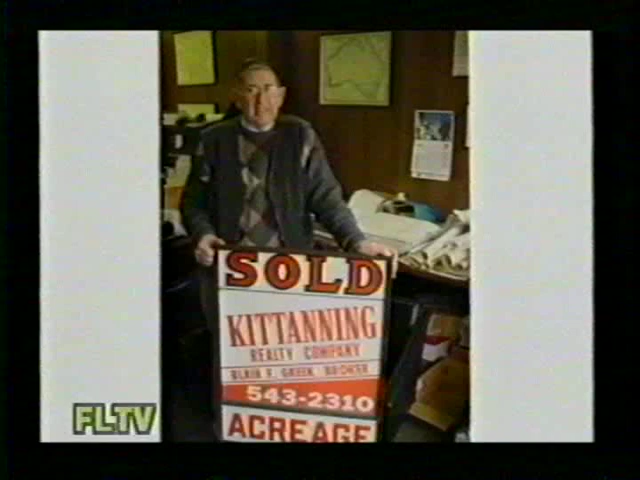 SOLD
KITTANNING
REALTY COMPANY
BLAIR F. GREEN BROKER
543-2310
ACREAGE
FLTV